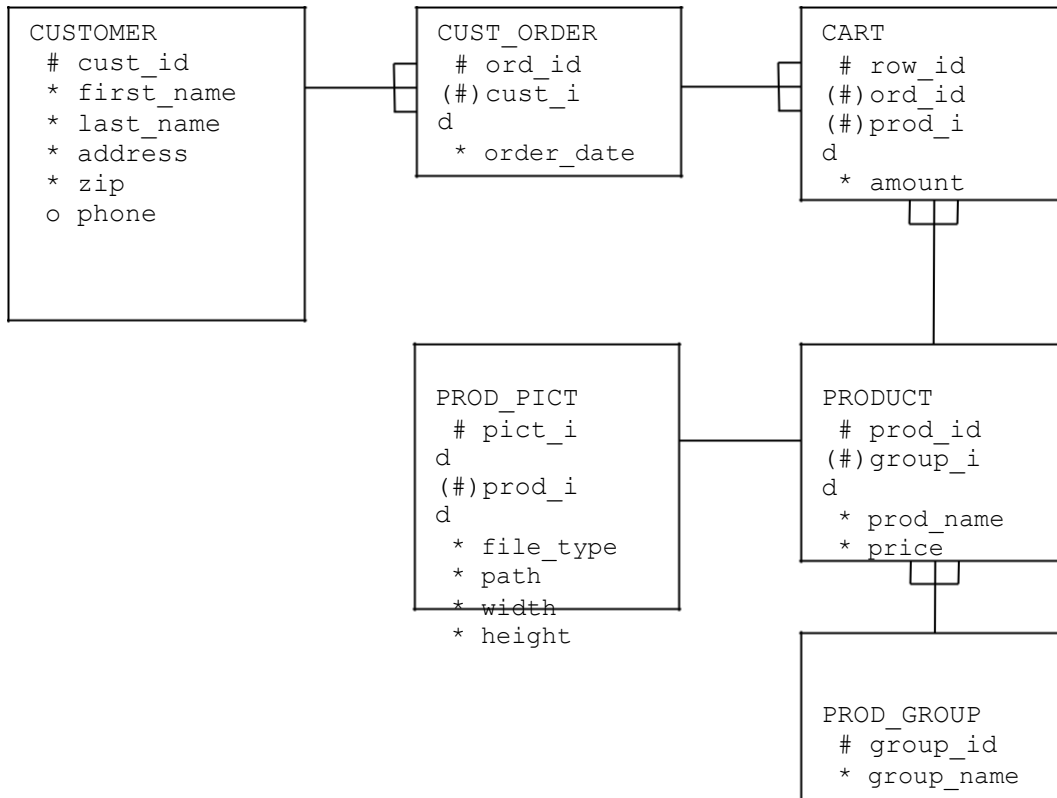 CUSTOMER
# cust_id
* first_name
* last_name
* address
* zip
o phone
CUST_ORDER
# ord_id
(#)cust_i
d
* order_date
CART
# row_id
(#)ord_id
(#)prod_i
d
* amount
PROD_PICT
# pict_i
d
(#)prod_i
d
* file_type
* path
* width
* height
PRODUCT
# prod_id
(#)group_i
d
* prod_name
* price
PROD_GROUP
# group_id
* group_name